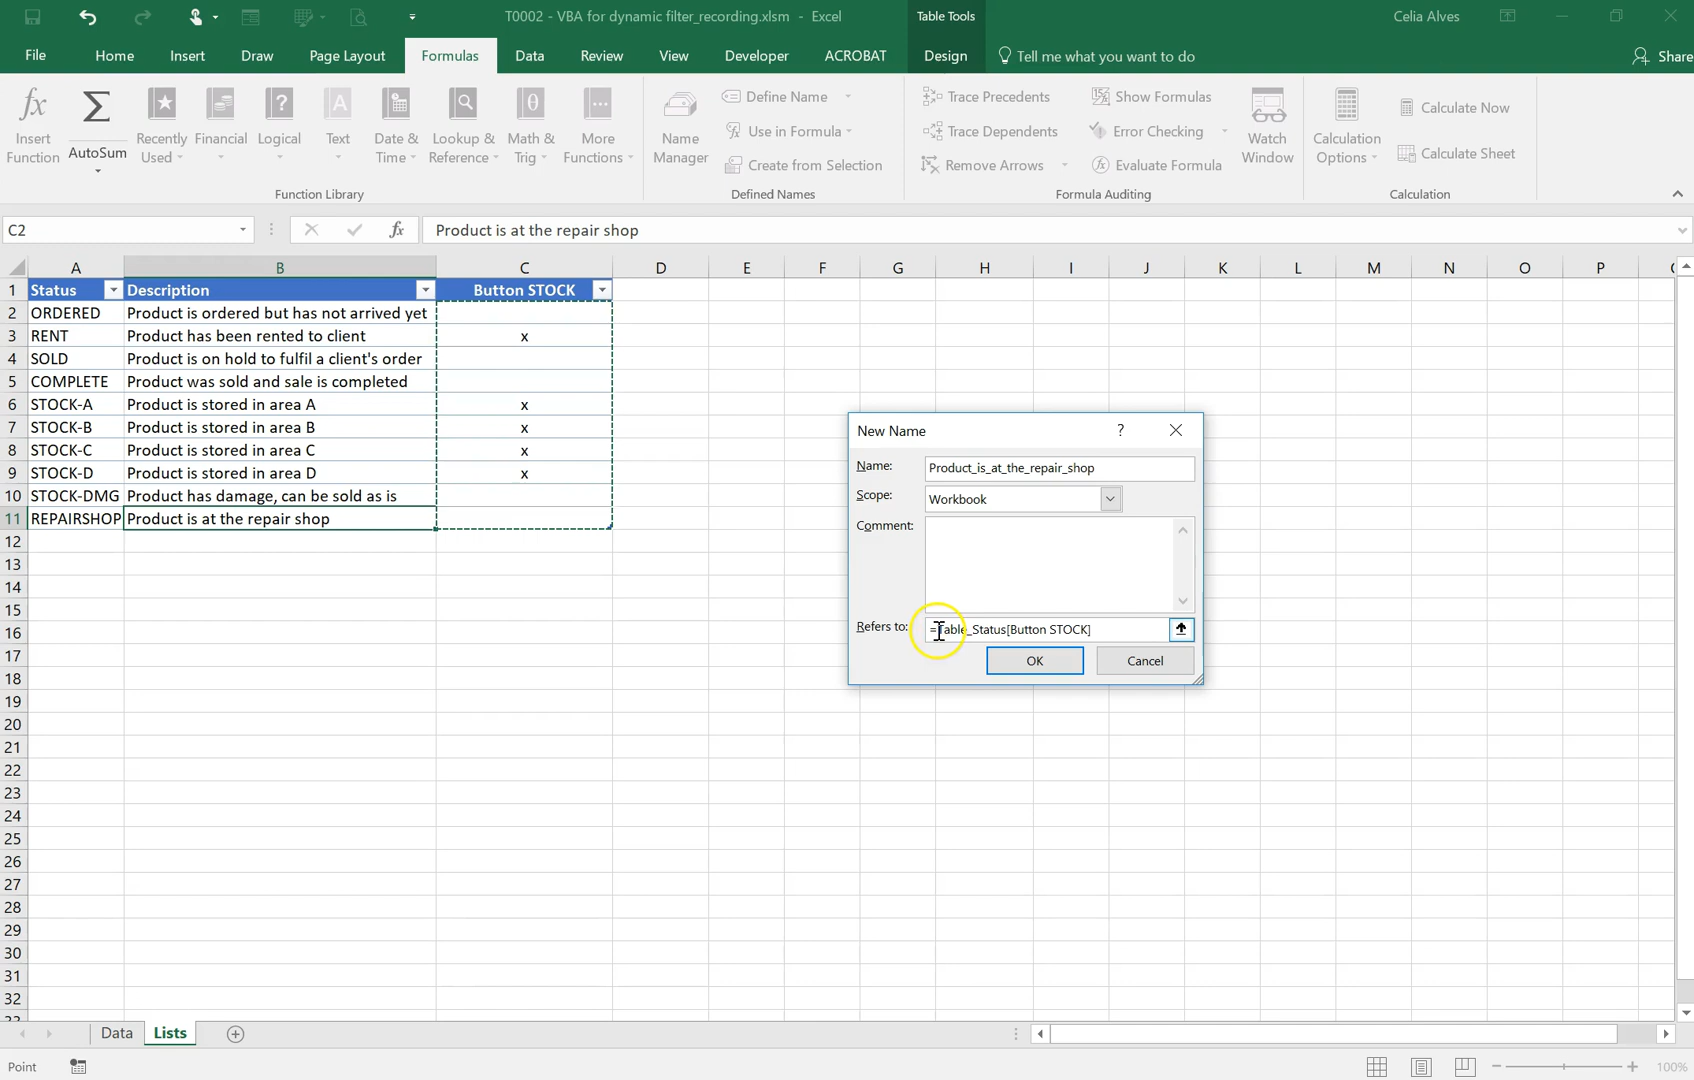 T0002 - VBA for dynamic filter_recording.xlsm - Excel
Table Tools
Celia Alves
File Home Insert Draw Page Layout Formulas Data Review View Developer ACROBAT Design Tell me what you want to do Share
Insert Function
AutoSum
Recently Used
Financial
Logical
Text
Date & Time
Lookup & Reference
Math & Trig
More Functions
Function Library
Name Manager
Define Name
Use in Formula
Create from Selection
Defined Names
Trace Precedents
Trace Dependents
Remove Arrows
Show Formulas
Error Checking
Evaluate Formula
Formula Auditing
Watch Window
Calculation Options
Calculate Now
Calculate Sheet
Calculation
C2 fx Product is at the repair shop
A B C D E F G H I J K L M N O P
1 Status Description Button STOCK
2 ORDERED Product is ordered but has not arrived yet
3 RENT Product has been rented to client x
4 SOLD Product is on hold to fulfil a client's order
5 COMPLETE Product was sold and sale is completed
6 STOCK-A Product is stored in area A x
7 STOCK-B Product is stored in area B x
8 STOCK-C Product is stored in area C x
9 STOCK-D Product is stored in area D x
10 STOCK-DMG Product has damage, can be sold as is
11 REPAIRSHOP Product is at the repair shop
12
13
14
15
16
17
18
19
20
21
22
23
24
25
26
27
28
29
30
31
32
New Name ?
Name: Product_is_at_the_repair_shop
Scope: Workbook
Comment:
Refers to: =Table_Status[Button STOCK]
OK Cancel
Data Lists
Point 100%